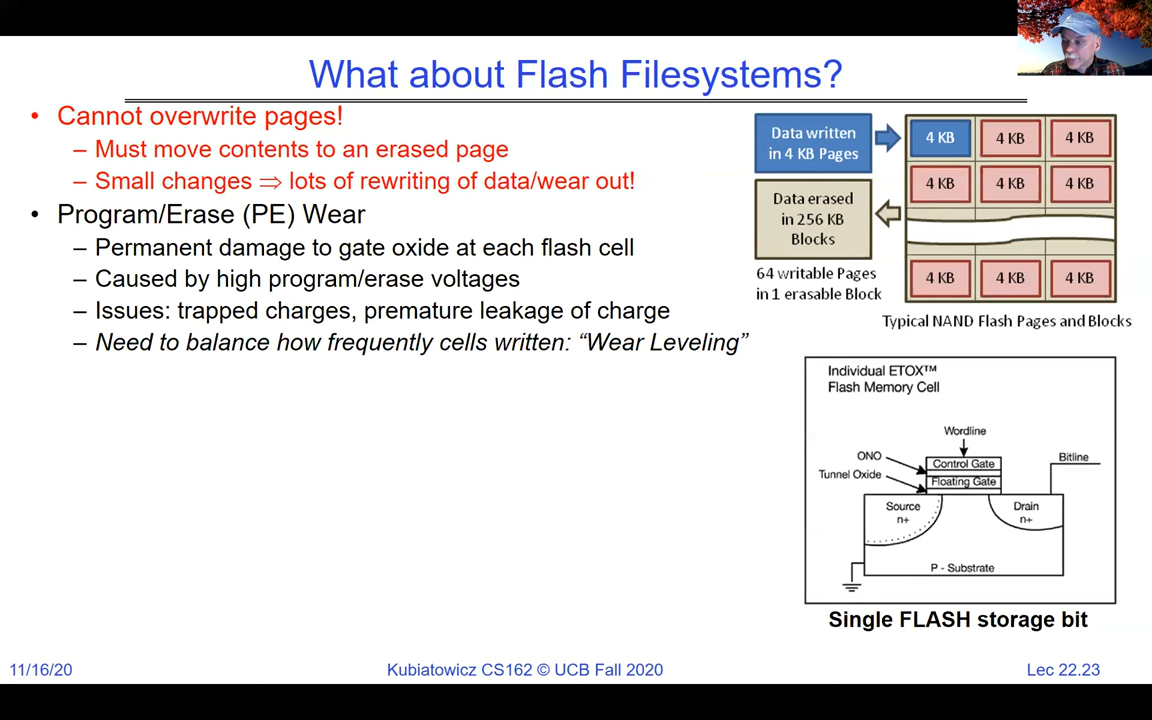 What about Flash Filesystems?
• Cannot overwrite pages!
– Must move contents to an erased page
– Small changes ⇒ lots of rewriting of data/wear out!
• Program/Erase (PE) Wear
– Permanent damage to gate oxide at each flash cell
– Caused by high program/erase voltages
– Issues: trapped charges, premature leakage of charge
– Need to balance how frequently cells written: “Wear Leveling”
Data written
in 4 KB Pages
4 KB 4 KB 4 KB
4 KB 4 KB 4 KB
Data erased
in 256 KB
Blocks
64 writable Pages
in 1 erasable Block
4 KB 4 KB 4 KB
Typical NAND Flash Pages and Blocks
Individual ETOX™
Flash Memory Cell
Wordline
ONO
Control Gate
Bitline
Tunnel Oxide
Floating Gate
Source
n+
Drain
n+
P - Substrate
Single FLASH storage bit
11/16/20
Kubiatowicz CS162 © UCB Fall 2020
Lec 22.23